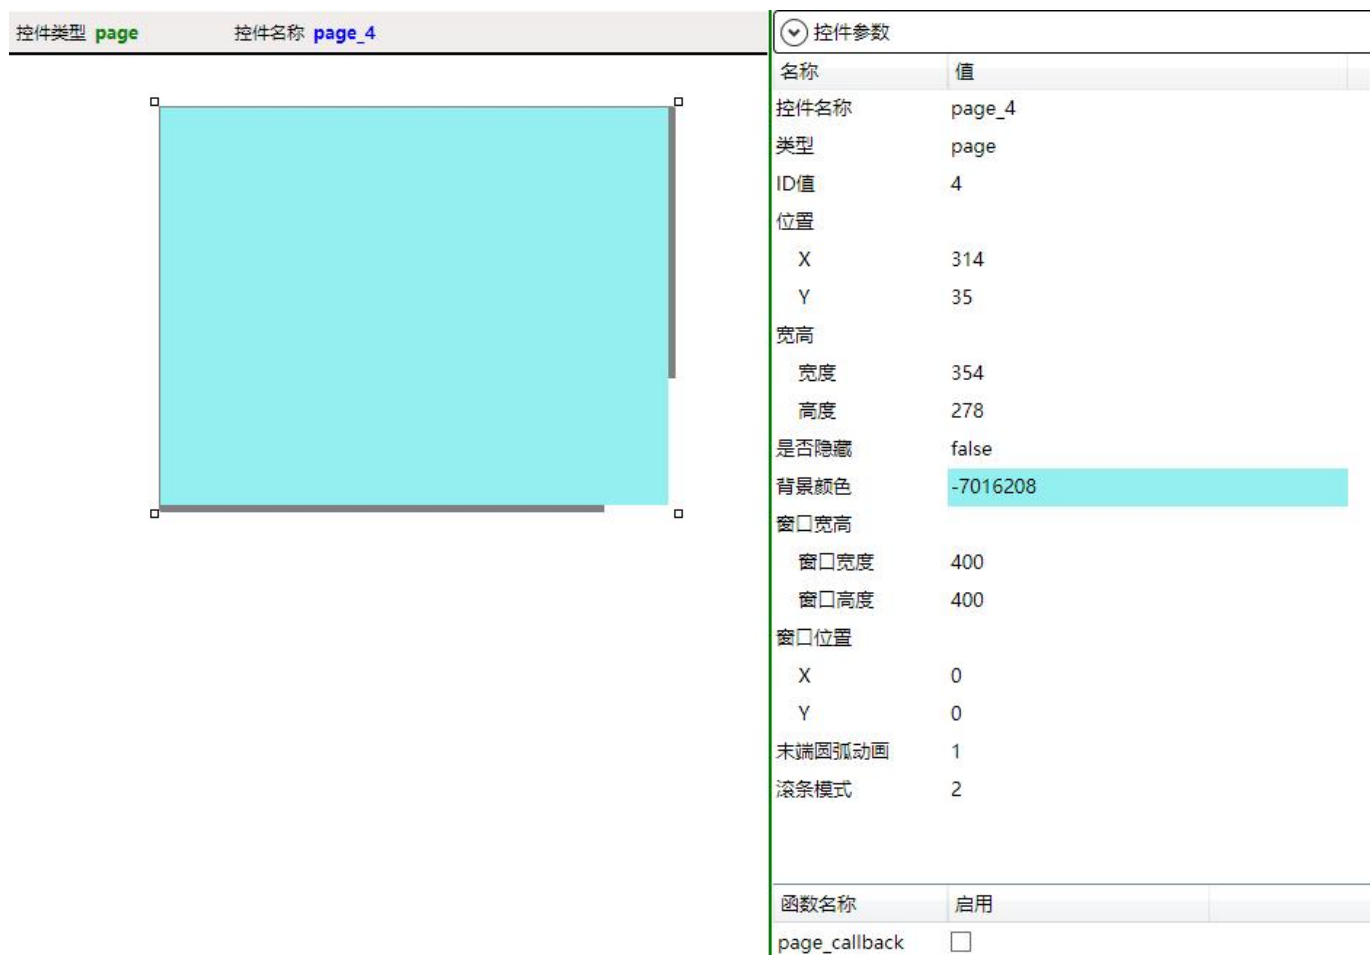 控件类型 page 控件名称 page_4
控件参数
名称 值
控件名称 page_4
类型 page
ID值 4
位置
X 314
Y 35
宽高
宽度 354
高度 278
是否隐藏 false
背景颜色 -7016208
窗口宽高
窗口宽度 400
窗口高度 400
窗口位置
X 0
Y 0
末端圆弧动画 1
滚条模式 2
函数名称 启用
page_callback